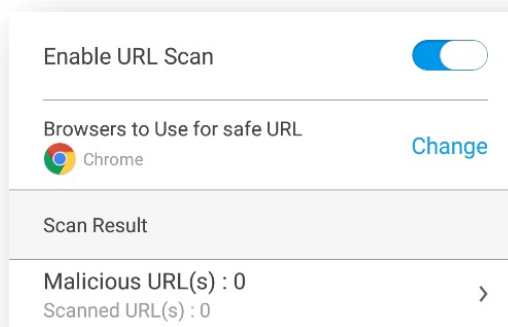 Enable URL Scan
Browsers to Use for safe URL
Chrome
Change
Scan Result
Malicious URL(s) : 0
Scanned URL(s) : 0